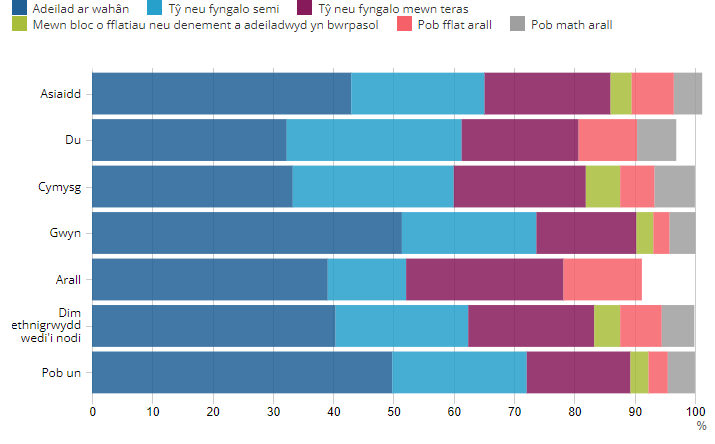 Adeilad ar wahân Tŷ neu fyngalo semi Tŷ neu fyngalo mewn teras
Mewn bloc o fflatiau neu denement a adeiladwyd yn bwrpasol Pob fflat arall Pob math arall
Asiaidd
Du
Cymysg
Gwyn
Arall
Dim
ethnigrwydd
wedi'i nodi
Pob un
0 10 20 30 40 50 60 70 80 90 100
%